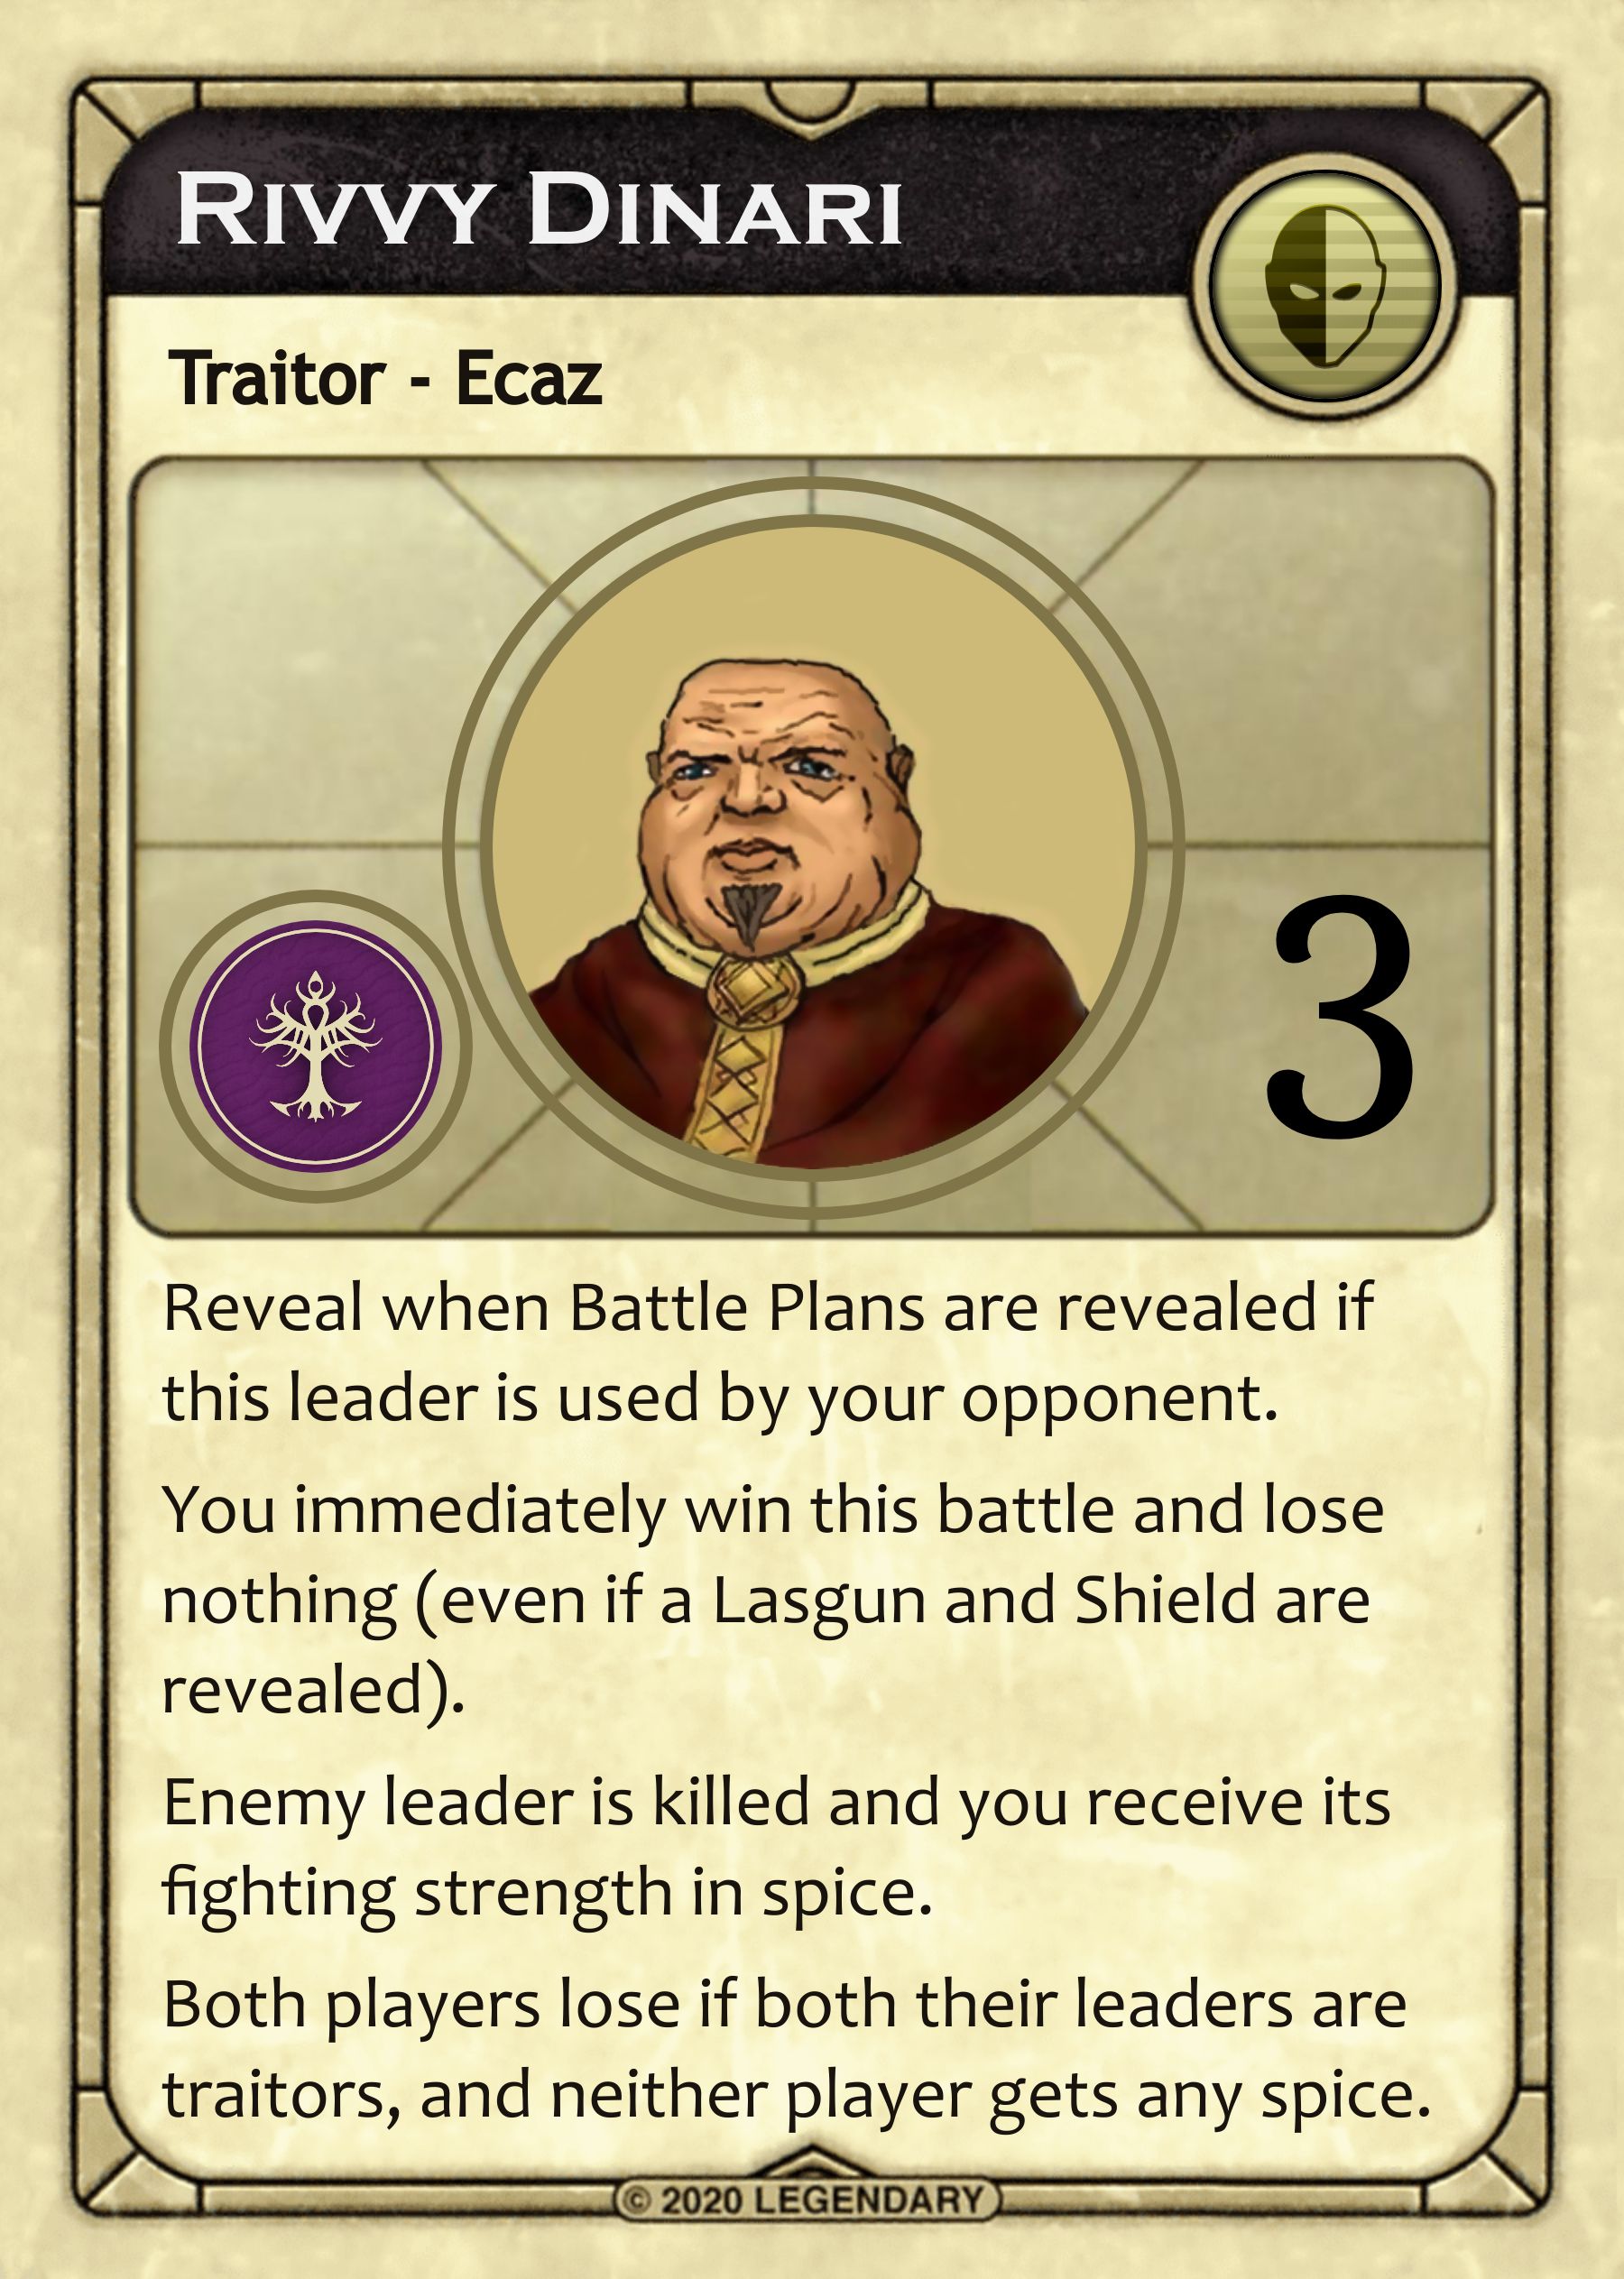 Rivvy Dinari
Traitor - Ecaz
3
Reveal when Battle Plans are revealed if
this leader is used by your opponent.
You immediately win this battle and lose
nothing (even if a Lasgun and Shield are
revealed).
Enemy leader is killed and you receive its
fighting strength in spice.
Both players lose if both their leaders are
traitors, and neither player gets any spice.
© 2020 LEGENDARY